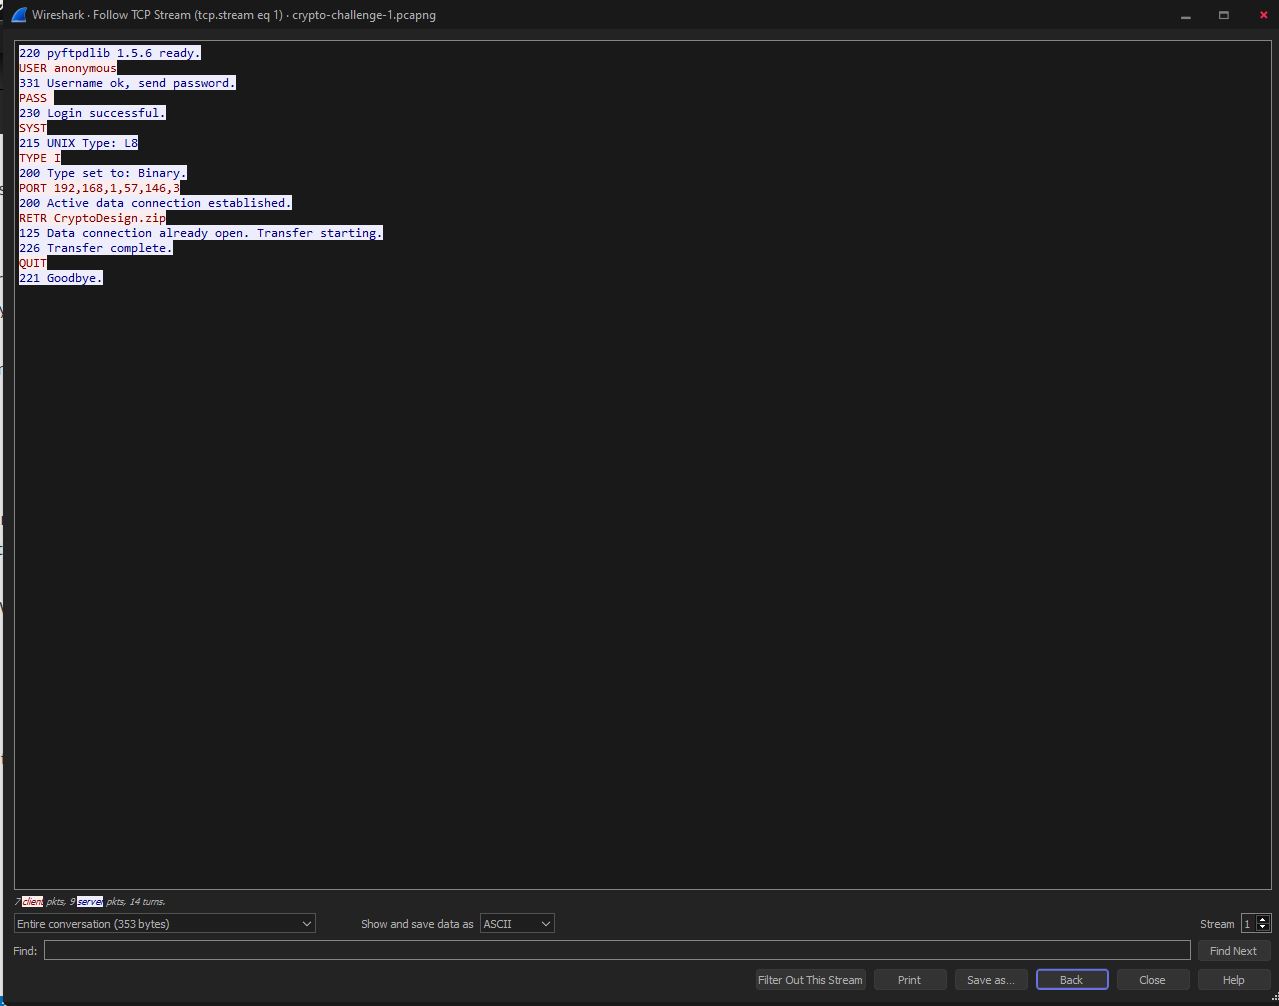 Wireshark · Follow TCP Stream (tcp.stream eq 1) · crypto-challenge-1.pcapng
220 pyftpdlib 1.5.6 ready.
USER anonymous
331 Username ok, send password.
PASS
230 Login successful.
SYST
215 UNIX Type: L8
TYPE I
200 Type set to: Binary.
PORT 192,168,1,57,146,3
200 Active data connection established.
RETR CryptoDesign.zip
125 Data connection already open. Transfer starting.
226 Transfer complete.
QUIT
221 Goodbye.
7 client pkts, 9 server pkts, 14 turns.
Entire conversation (353 bytes) Show and save data as ASCII Stream 1
Find: Find Next
Filter Out This Stream Print Save as... Back Close Help